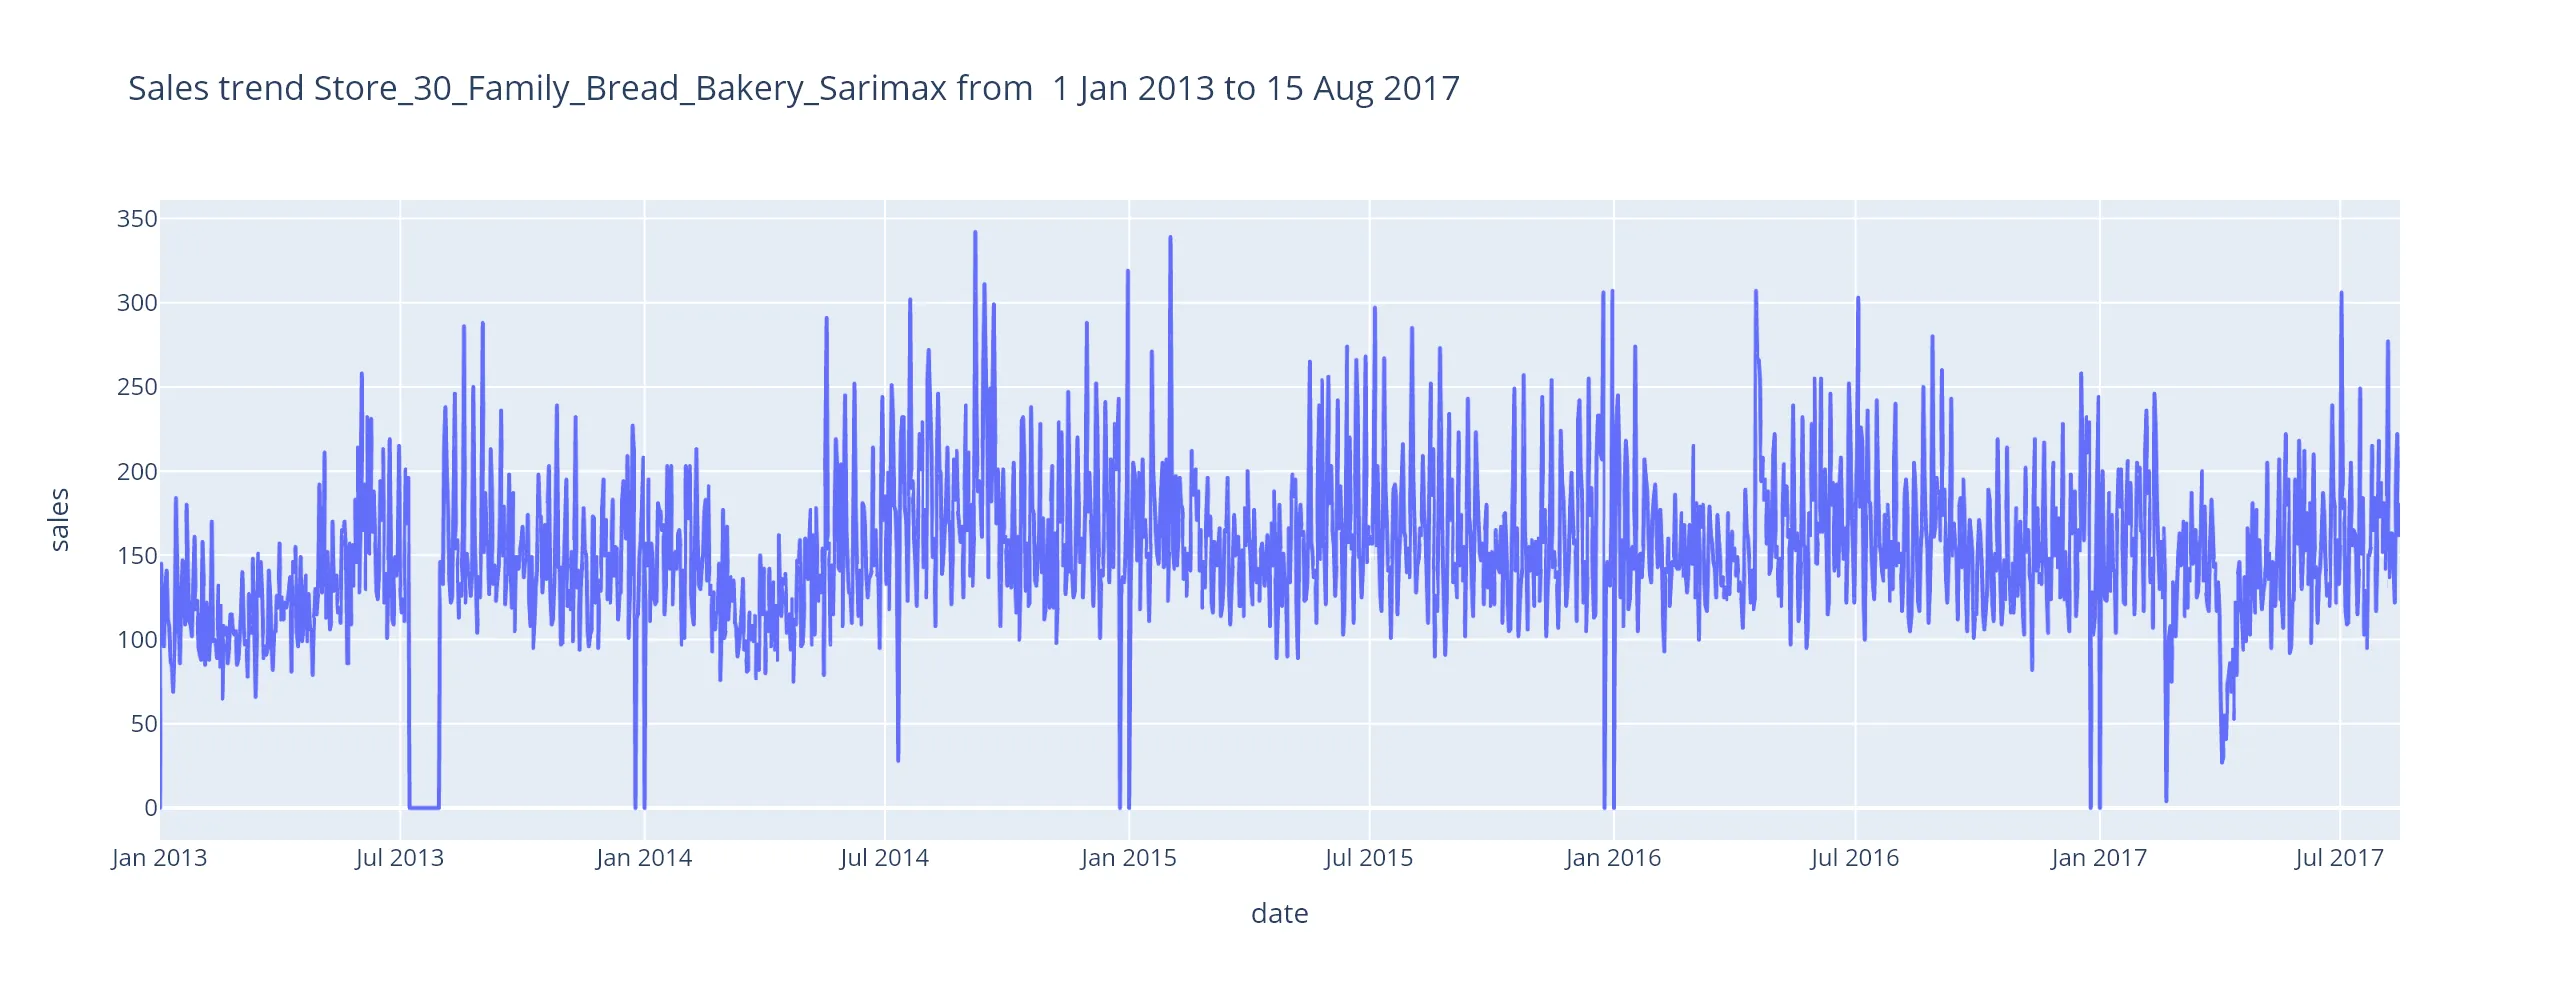 Sales trend Store_30_Family_Bread_Bakery_Sarimax from  1 Jan 2013 to 15 Aug 2017
350
300
250
200
150
100
50
0
sales
Jan 2013
Jul 2013
Jan 2014
Jul 2014
Jan 2015
Jul 2015
Jan 2016
Jul 2016
Jan 2017
Jul 2017
date